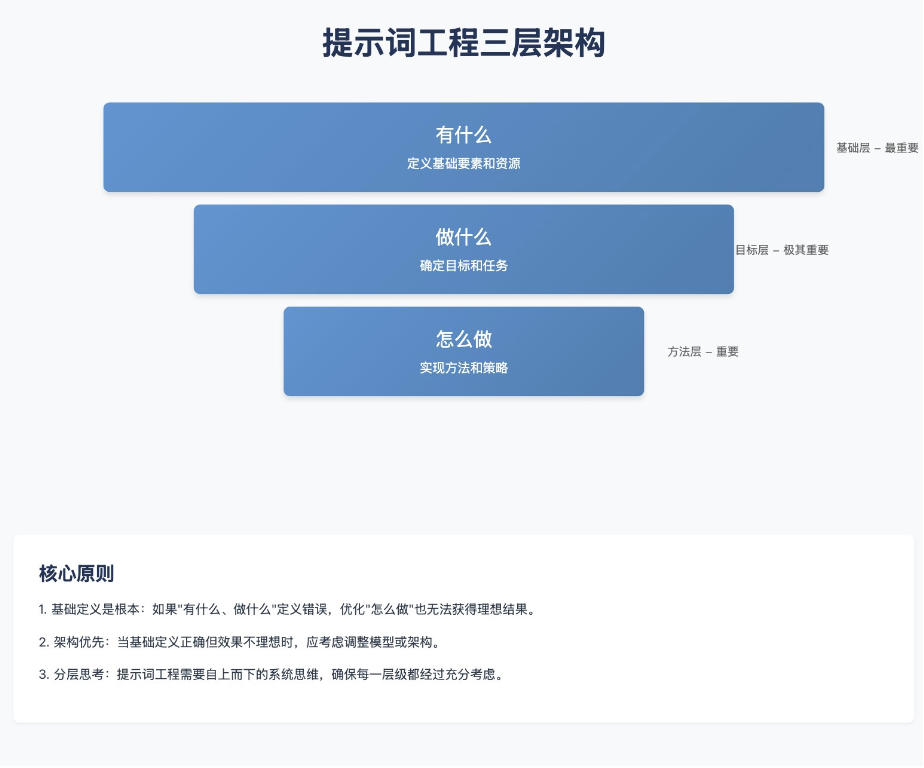 提示词工程三层架构
有什么
定义基础要素和资源
基础层 – 最重要
做什么
确定目标和任务
目标层 – 极其重要
怎么做
实现方法和策略
方法层 – 重要
核心原则
1. 基础定义是根本：如果"有什么、做什么"定义错误，优化"怎么做"也无法获得理想结果。
2. 架构优先：当基础定义正确但效果不理想时，应考虑调整模型或架构。
3. 分层思考：提示词工程需要自上而下的系统思维，确保每一层级都经过充分考虑。